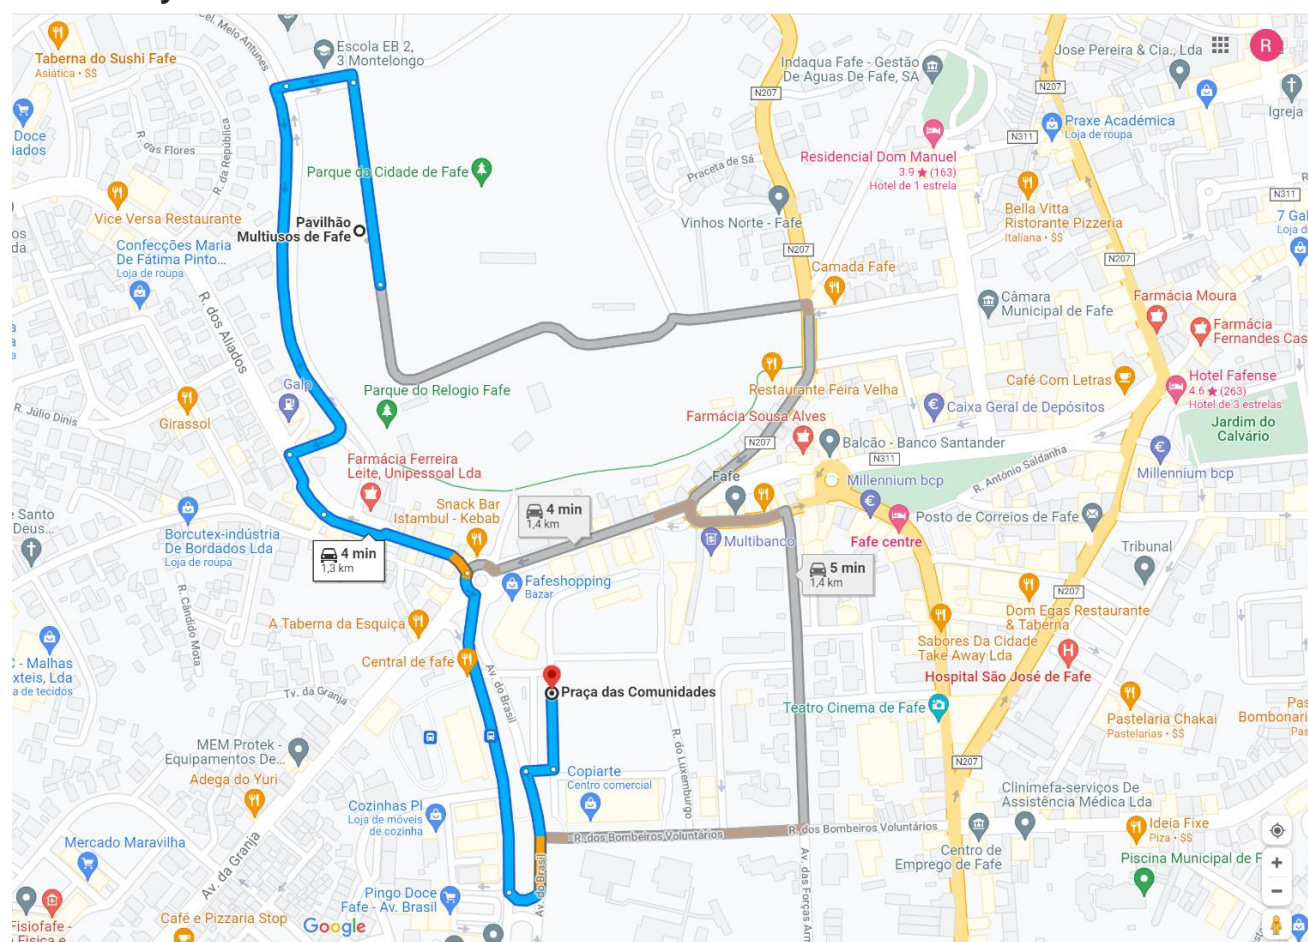 Cel. Melo Antunes
Taberna do Sushi Fafe
Asiática • $$
Escola EB 2,
3 Montelongo
Indaqua Fafe - Gestão
De Aguas De Fafe, SA
Jose Pereira & Cia., Lda
R
N207
N207
Igreja
Doce
iados
R. das Flores
R. da República
Praxe Académica
Loja de roupa
N311
Parque da Cidade de Fafe
Praceta de Sá
Residencial Dom Manuel
3.9 ★ (163)
Hotel de 1 estrela
N311
Vice Versa Restaurante
Pavilhão
Multiusos de Fafe
Vinhos Norte - Fafe
Bella Vitta
Ristorante Pizzeria
Italiana • $$
7 Gal
Loja d
Confecções Maria
De Fátima Pinto...
Loja de roupa
N207
N207
Camada Fafe
R. dos Aliados
Câmara
Municipal de Fafe
Farmácia Moura
Farmácia
Fernandes Cas
Galp
Parque do Relogio Fafe
Restaurante Feira Velha
Café Com Letras
Hotel Fafense
4.6 ★ (263)
Hotel de 3 estrelas
R. Júlio Dinis
Girassol
Farmácia Sousa Alves
Caixa Geral de Depósitos
Jardim do
Calvário
N207
Balcão - Banco Santander
N311
R. António Saldanha
Millennium bcp
Farmácia Ferreira
Leite, Unipessoal Lda
Fafe
Millennium bcp
Snack Bar
Istambul - Kebab
4 min
1,4 km
e Santo
Deus...
Borcutex-indústria
De Bordados Lda
Loja de roupa
4 min
1,3 km
Multibanco
Fafe centre
Posto de Correios de Fafe
Tribunal
Fafeshopping
Bazar
5 min
1,4 km
R. Cândido Mota
A Taberna da Esquiça
N207
Dom Egas Restaurante
& Taberna
C - Malhas
exteis, Lda
a de tecidos
Central de fafe
Av. do Brasil
Sabores Da Cidade
Take Away Lda
Hospital São José de Fafe
Tv. da Granja
Praça das Comunidades
Teatro Cinema de Fafe
Pastelaria Chakai
Pastelarias • $$
Pas
Bombonari
Pas
MEM Protek -
Equipamentos De...
R. do Luxemburgo
N207
Adega do Yuri
Copiarte
Centro comercial
Clinimefa-serviços De
Assistência Médica Lda
Cozinhas Pl
Loja de móveis
de cozinha
Ideia Fixe
Piza • $$
Mercado Maravilha
R. dos Bombeiros Voluntários
R. dos Bombeiros Voluntários
Centro de
Emprego de Fafe
Piscina Municipal de F
Av. da Granja
Av. do Brasil
Av. das Forças Arm
Pingo Doce
Fafe - Av. Brasil
Café e Pizzaria Stop
Google
Fisiofafe -